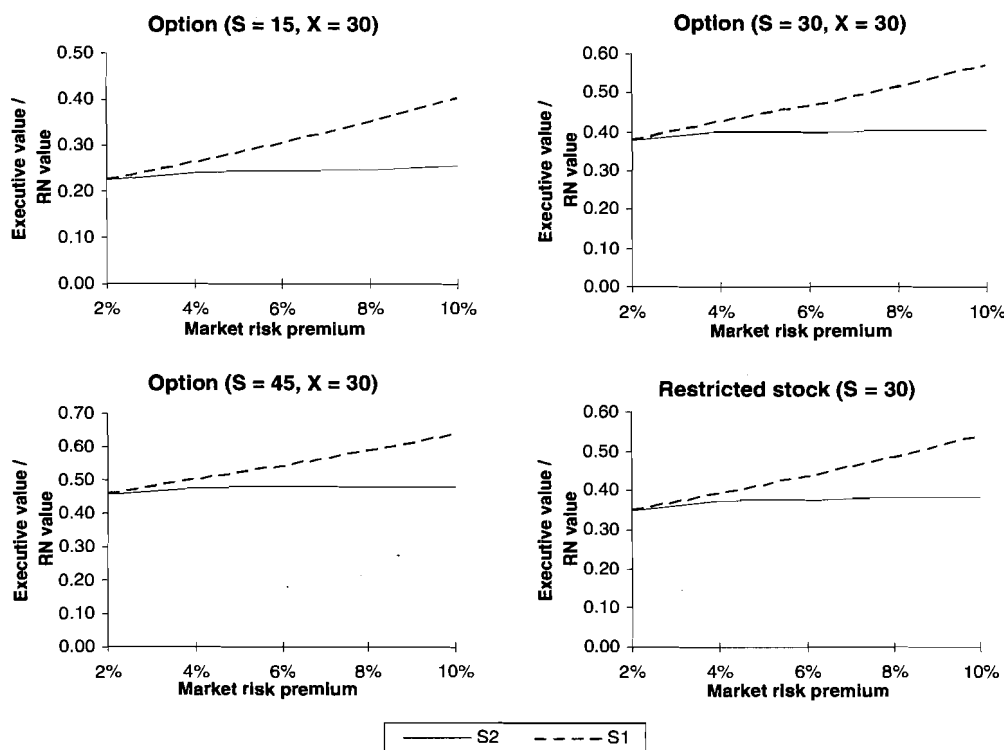 Option (S = 15, X = 30)
Executive value /
RN value
0.50
0.40
0.30
0.20
0.10
0.00
2% 4% 6% 8% 10%
Market risk premium
Option (S = 30, X = 30)
Executive value /
RN value
0.60
0.50
0.40
0.30
0.20
0.10
0.00
2% 4% 6% 8% 10%
Market risk premium
Option (S = 45, X = 30)
Executive value /
RN value
0.70
0.60
0.50
0.40
0.30
0.20
0.10
0.00
2% 4% 6% 8% 10%
Market risk premium
Restricted stock (S = 30)
Executive value /
RN value
0.60
0.50
0.40
0.30
0.20
0.10
0.00
2% 4% 6% 8% 10%
Market risk premium
S2 S1